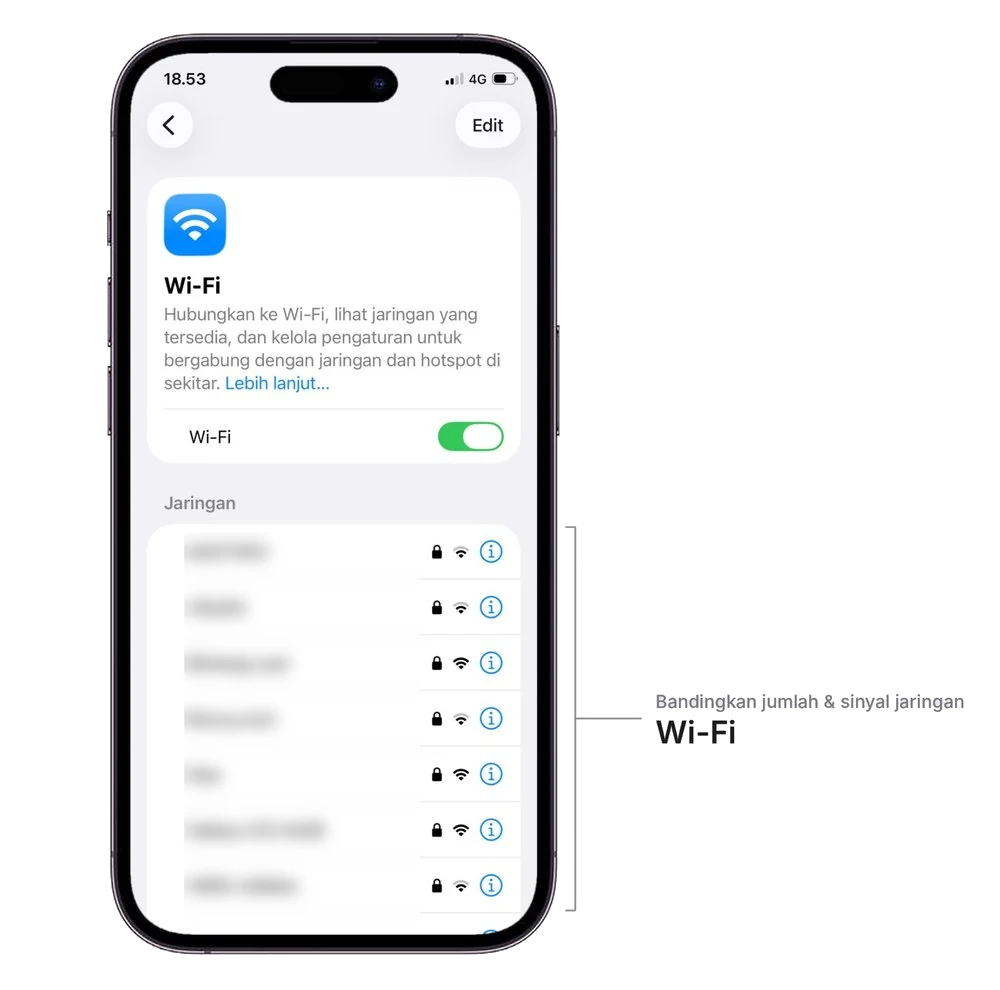 18.53
4G
Edit
Wi-Fi
Hubungkan ke Wi-Fi, lihat jaringan yang
tersedia, dan kelola pengaturan untuk
bergabung dengan jaringan dan hotspot di
sekitar. Lebih lanjut...
Wi-Fi
Jaringan
Bandingkan jumlah & sinyal jaringan
Wi-Fi